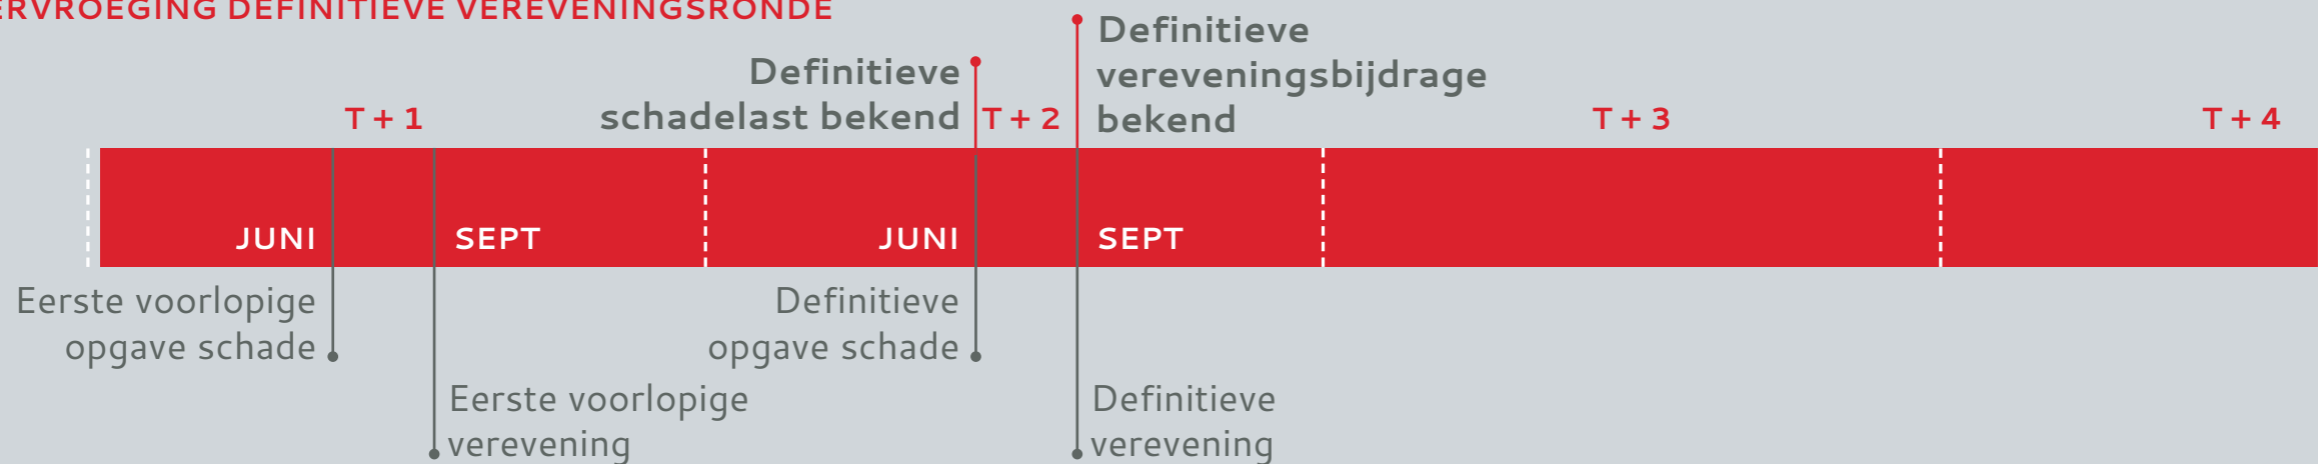 ERVROEGING DEFINITIEVE VEREVENINGSRONDE
Definitieve
schadelast bekend
Definitieve
vereveningsbijdrage
bekend
T + 1
T + 2
T + 3
T + 4
JUNI
SEPT
JUNI
SEPT
Eerste voorlopige
opgave schade
Definitieve
opgave schade
Eerste voorlopige
verevening
Definitieve
verevening